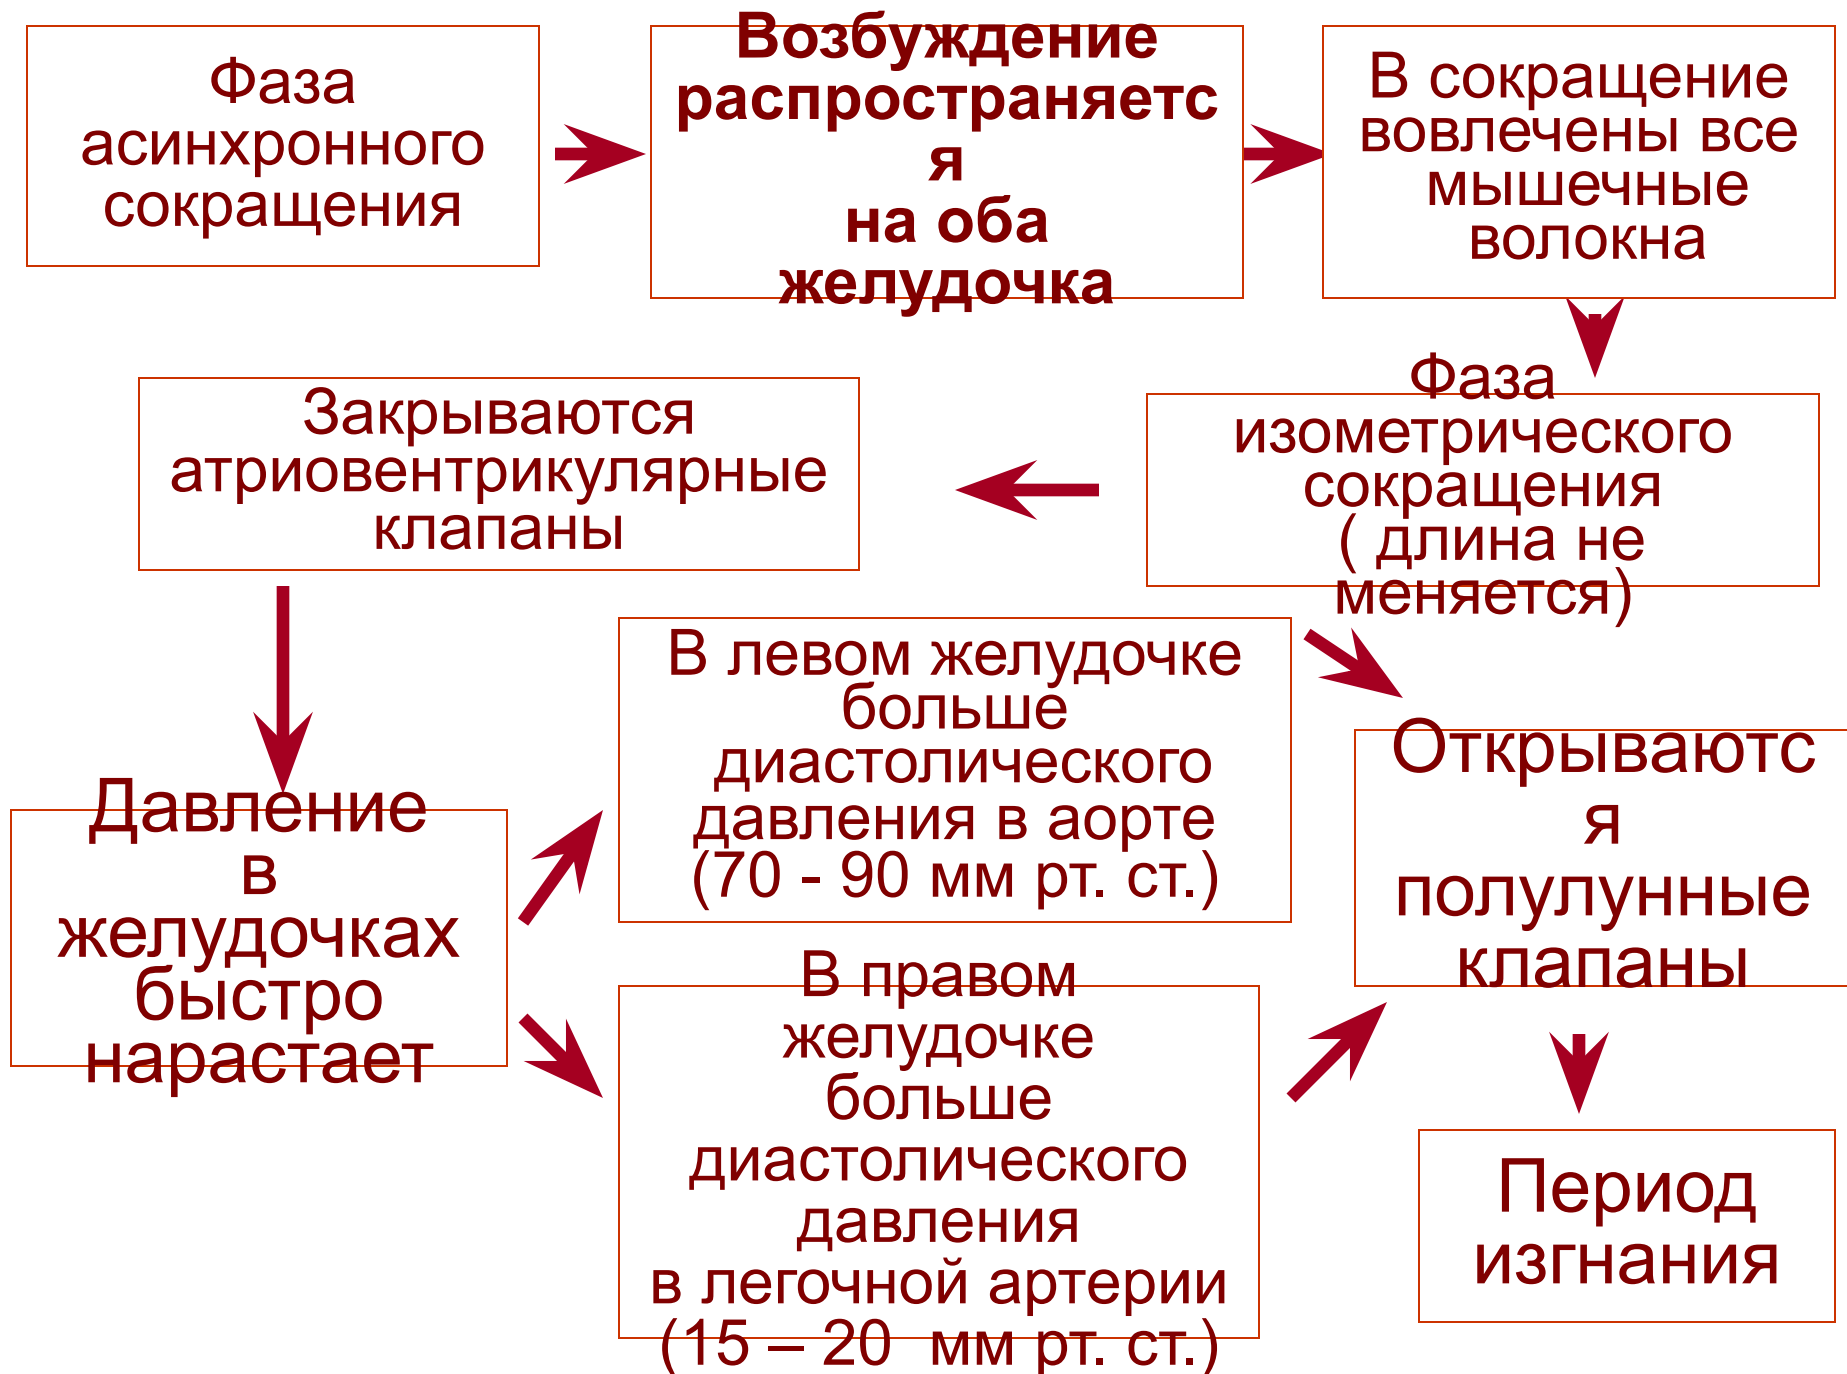 Фаза
асинхронного
сокращения
Возбуждение
распространяетс
я
на оба
желудочка
В сокращение
вовлечены все
мышечные
волокна
Фаза
изометрического
сокращения
( длина не
меняется)
Закрываются
атриовентрикулярные
клапаны
Давление
в
желудочках
быстро
нарастает
В левом желудочке
больше
диастолического
давления в аорте
(70 - 90 мм рт. ст.)
В правом
желудочке
больше
диастолического
давления
в легочной артерии
(15 – 20  мм рт. ст.)
Открываютс
я
полулунные
клапаны
Период
изгнания